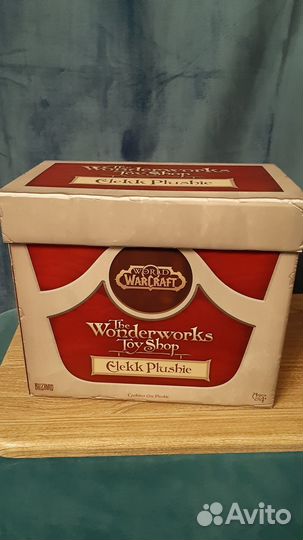 The
Wonderworks
Toy Shop
Elekk Plushie
WORLD
OF
WARCRAFT
The
Wonderworks
Toy Shop
Elekk Plushie
BLIZZARD
Avito